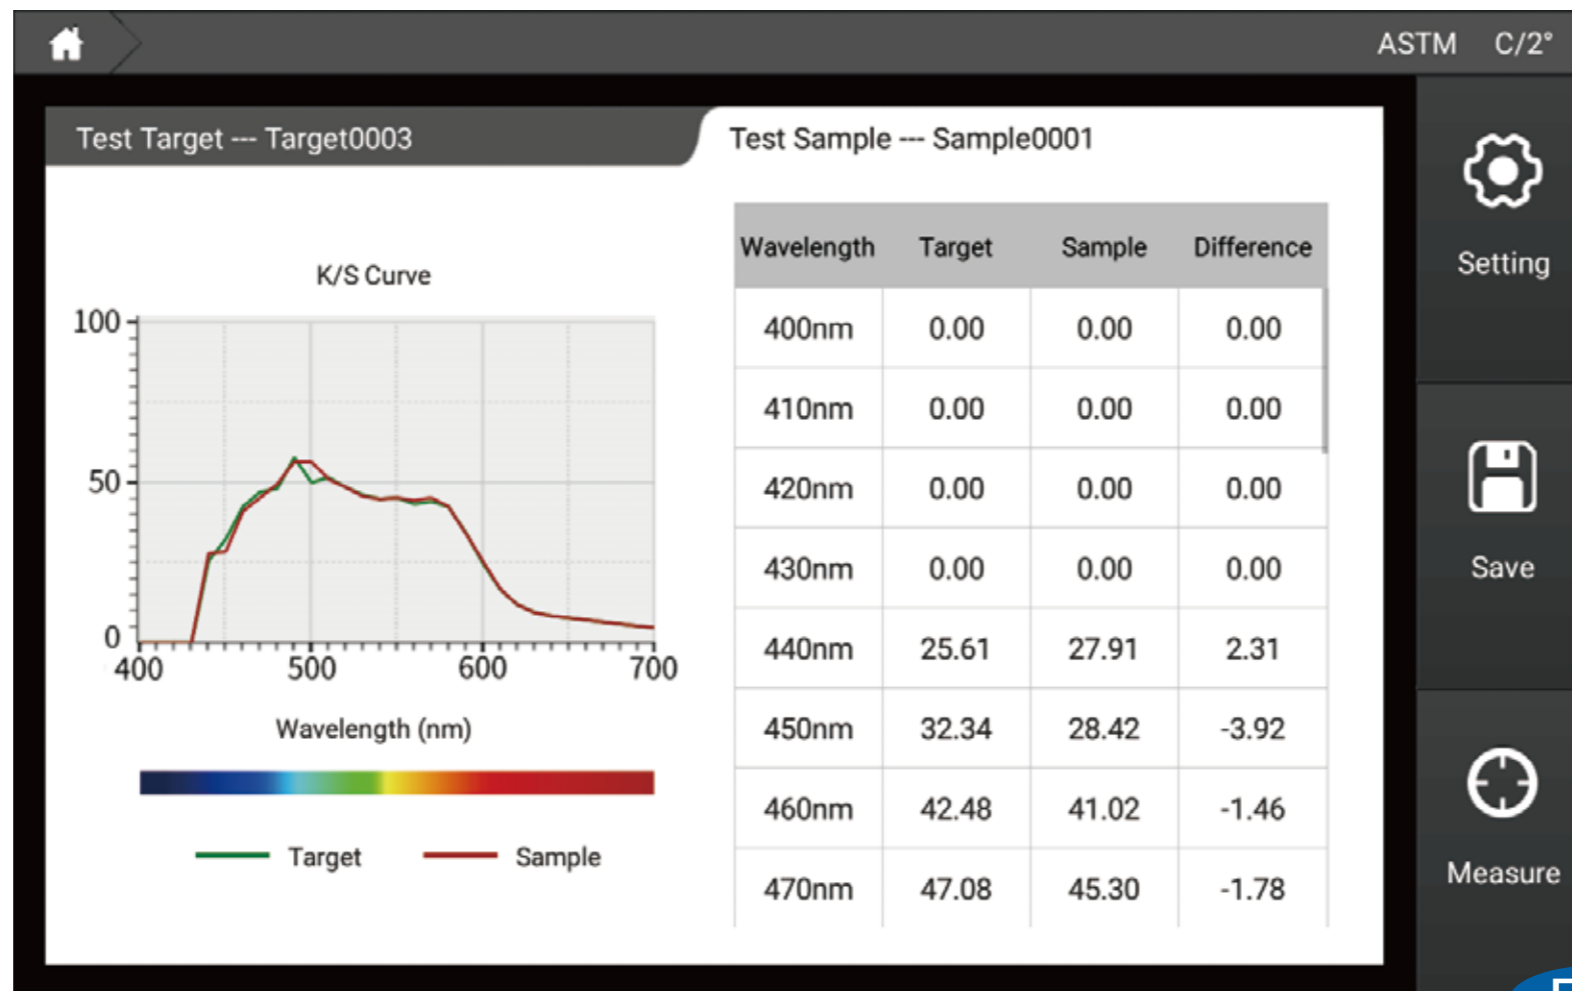 ASTM C/2°
Test Target --- Target0003
Test Sample --- Sample0001
K/S Curve
100
50
0
400 500 600 700
Wavelength (nm)
Target Sample
Wavelength Target Sample Difference
400nm 0.00 0.00 0.00
410nm 0.00 0.00 0.00
420nm 0.00 0.00 0.00
430nm 0.00 0.00 0.00
440nm 25.61 27.91 2.31
450nm 32.34 28.42 -3.92
460nm 42.48 41.02 -1.46
470nm 47.08 45.30 -1.78
Setting
Save
Measure